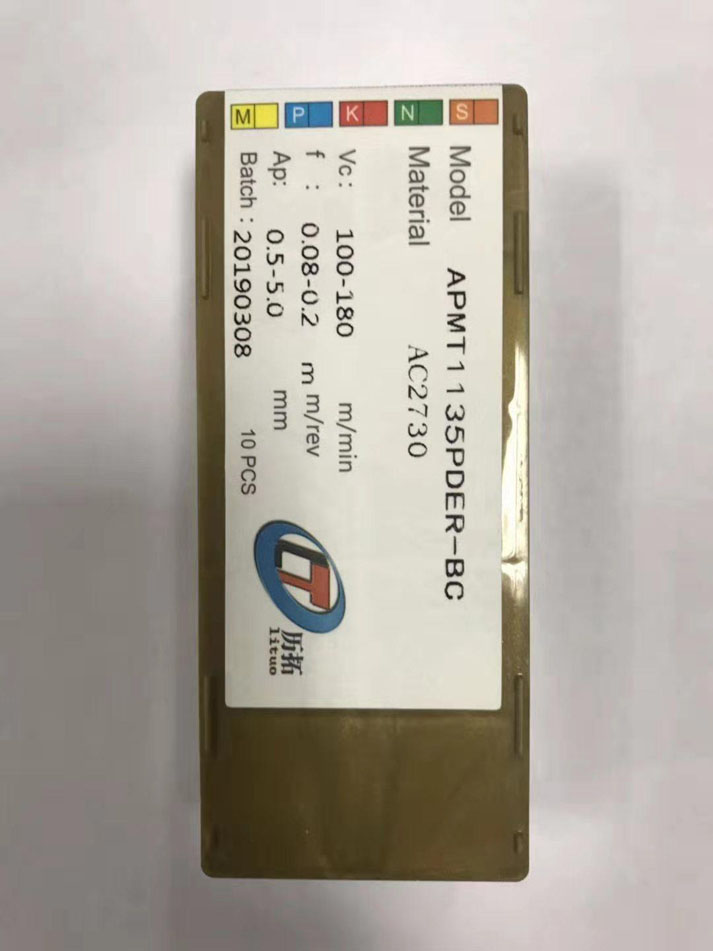 S N K P M
Model APMT1135PDER-BC
Material AC2730
Vc : 100-180 m/min
f : 0.08-0.2 m m/rev
Ap: 0.5-5.0 mm
Batch : 20190308 10 PCS
LT
历拓
lituo